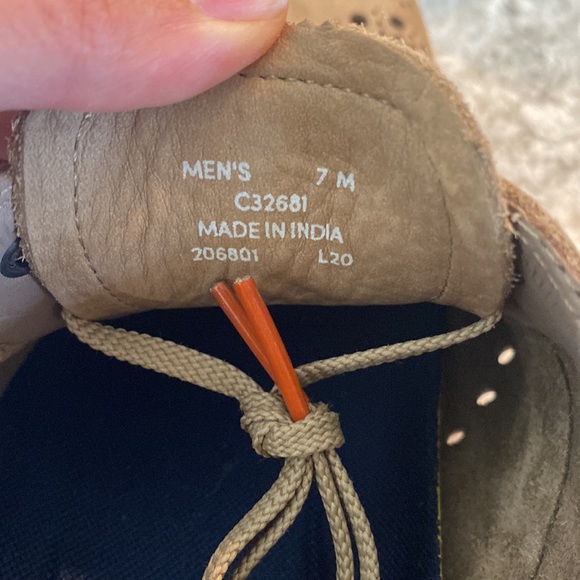 MEN'S 7 M
C32681
MADE IN INDIA
206801 L20